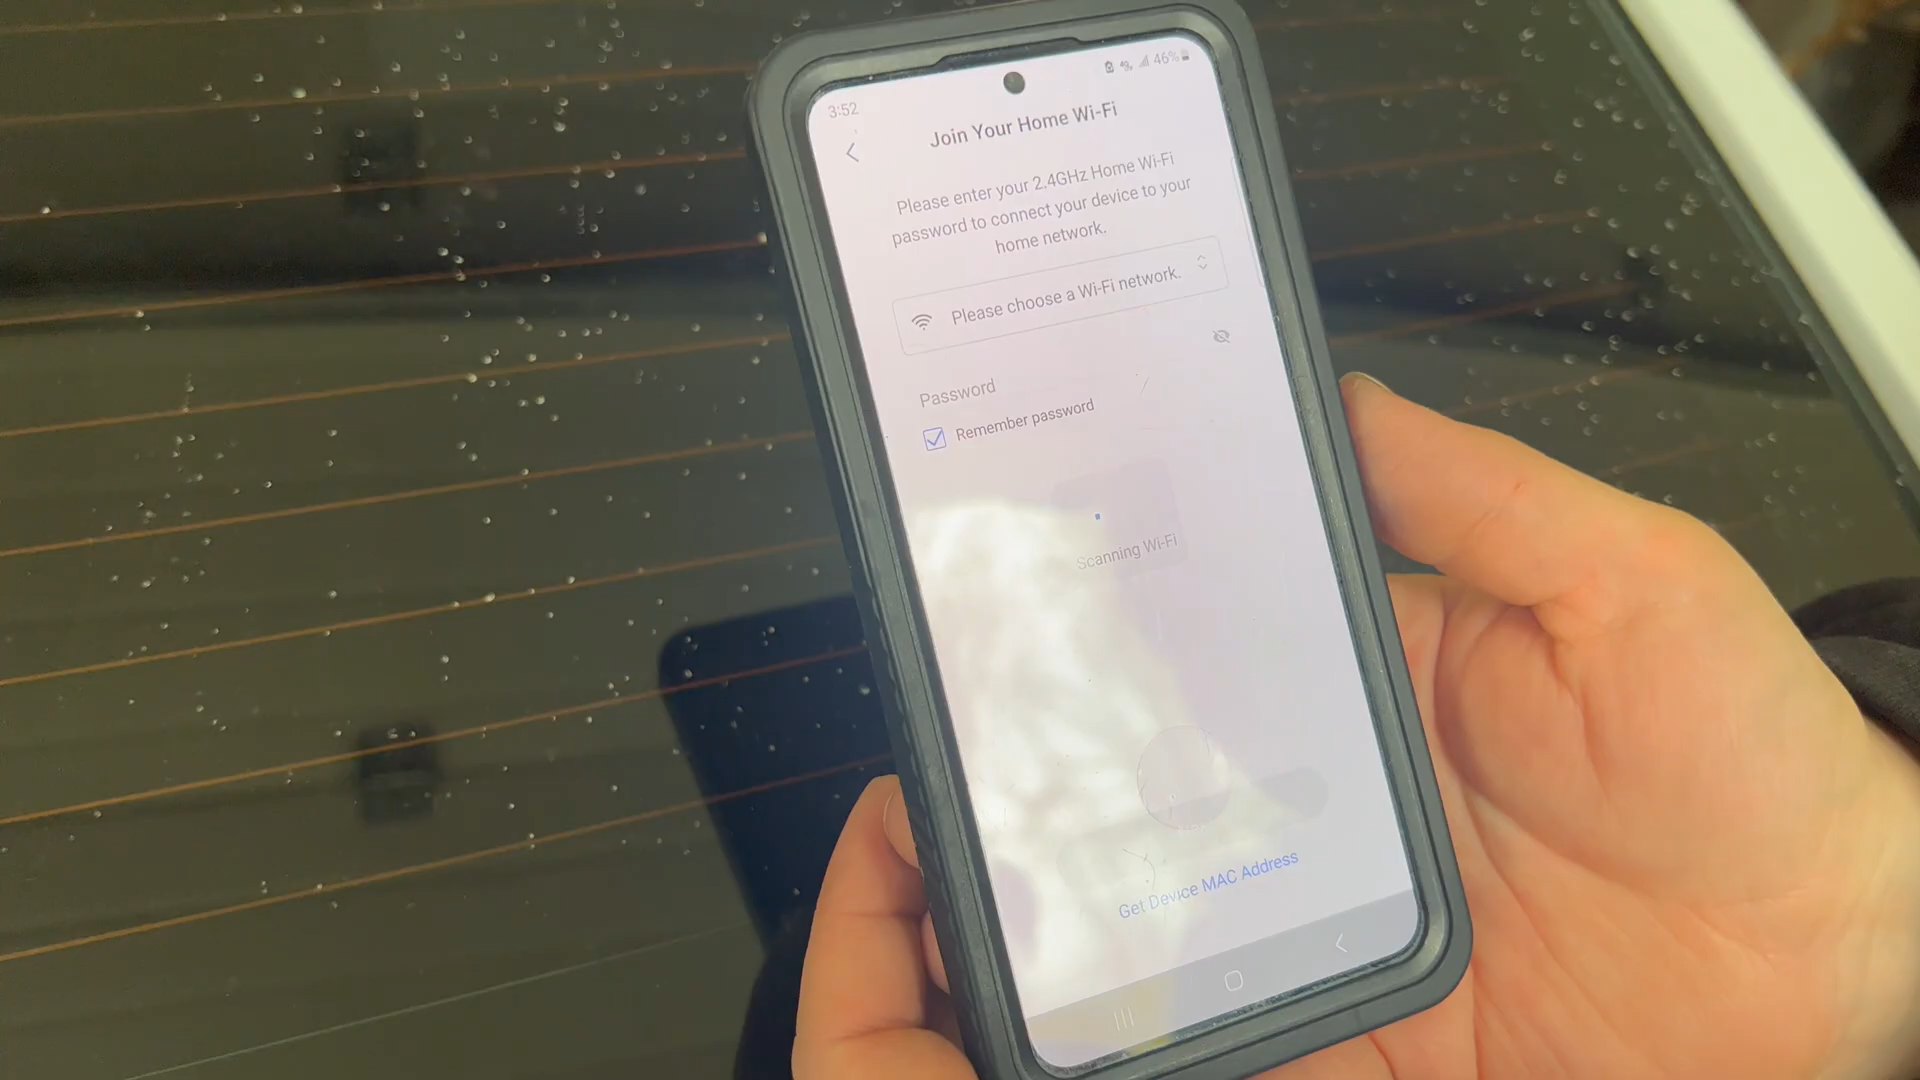 3:52
46%
Join Your Home Wi-Fi
Please enter your 2.4GHz Home Wi-Fi
password to connect your device to your
home network.
Please choose a Wi-Fi network.
Password
Remember password
Scanning Wi-Fi
Get Device MAC Address